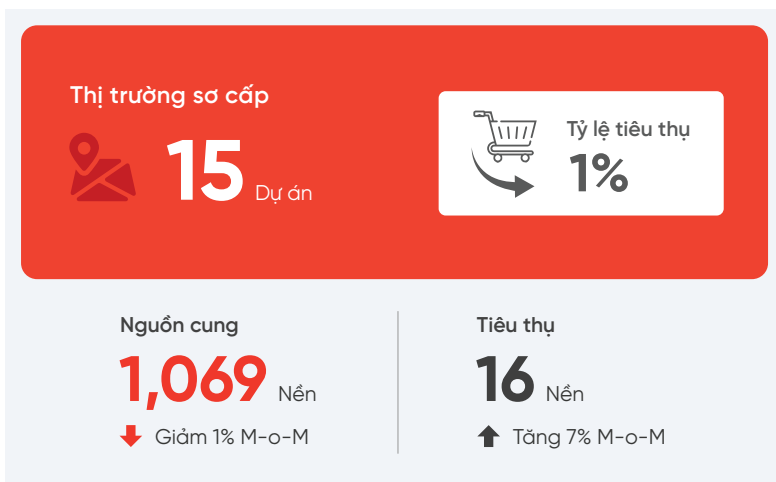 Thị trường sơ cấp
15 Dự án
Tỷ lệ tiêu thụ
1%
Nguồn cung
1,069 Nền
Giảm 1% M-o-M
Tiêu thụ
16 Nền
Tăng 7% M-o-M